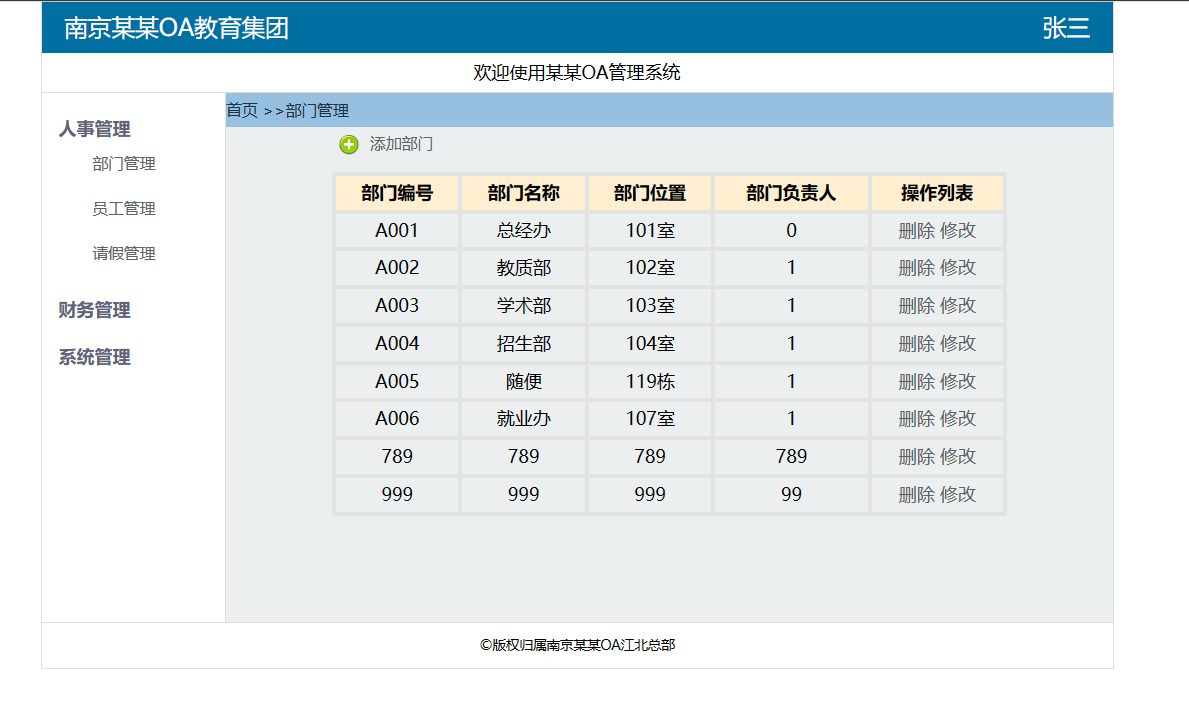 南京某某OA教育集团 张三
欢迎使用某某OA管理系统
人事管理
部门管理
员工管理
请假管理
财务管理
系统管理
首页 >>部门管理
添加部门
部门编号 部门名称 部门位置 部门负责人 操作列表
A001 总经办 101室 0 删除 修改
A002 教质部 102室 1 删除 修改
A003 学术部 103室 1 删除 修改
A004 招生部 104室 1 删除 修改
A005 随便 119栋 1 删除 修改
A006 就业办 107室 1 删除 修改
789 789 789 789 删除 修改
999 999 999 99 删除 修改
©版权归属南京某某OA江北总部